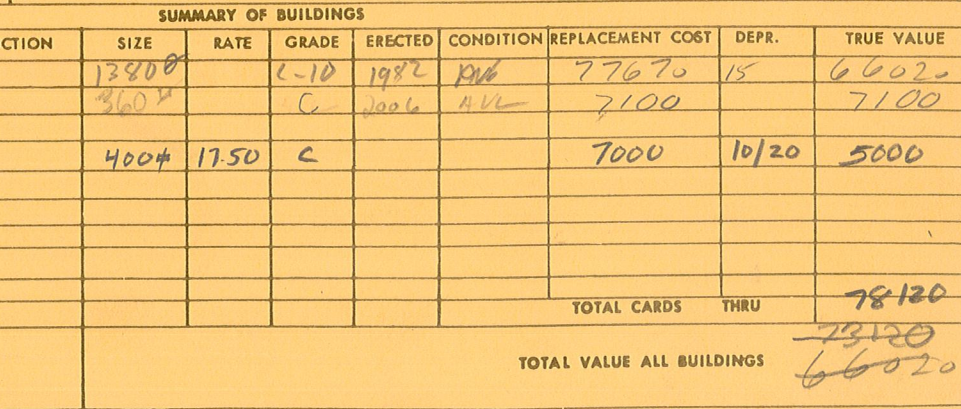 SUMMARY OF BUILDINGS
CTION SIZE RATE GRADE ERECTED CONDITION REPLACEMENT COST DEPR. TRUE VALUE
1380 C-10 1982 AVG 77670 15 66020
360 C 2006 AVG 7100 7100
400 17.50 C 7000 10/20 5000
TOTAL CARDS THRU 78120
73120
TOTAL VALUE ALL BUILDINGS 66020